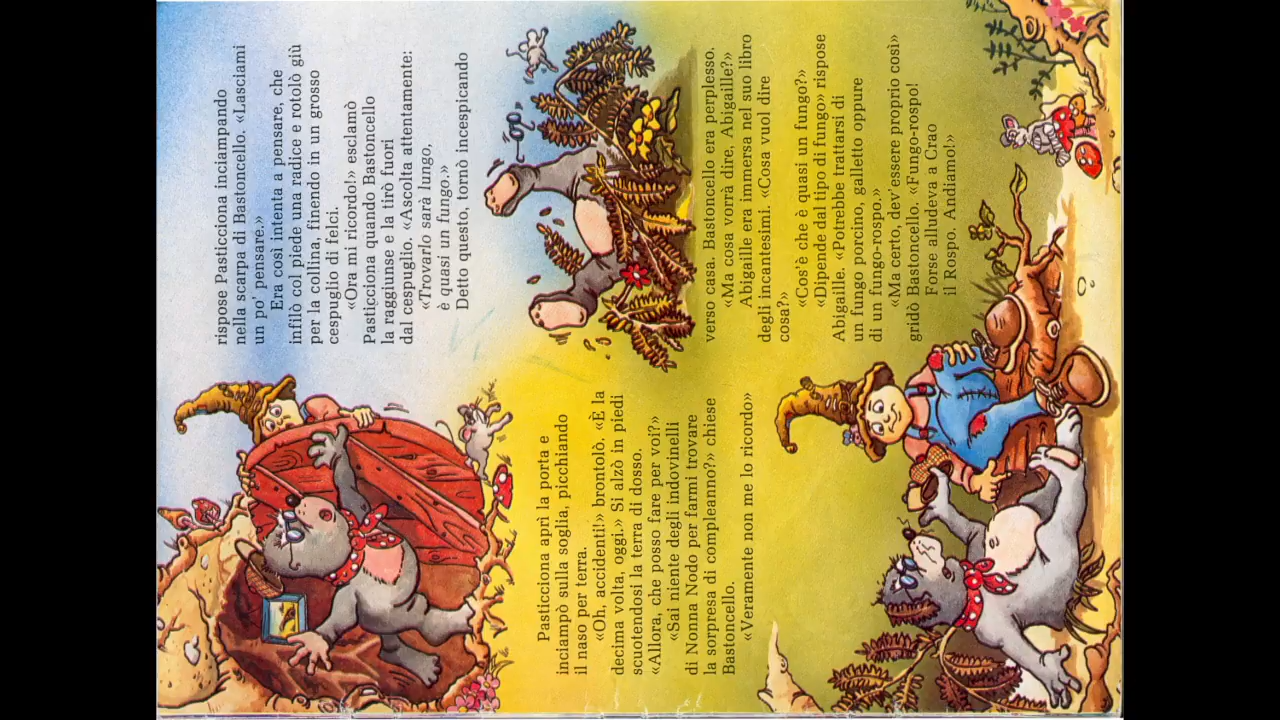 Pasticciona aprì la porta e
inciampò sulla soglia, picchiando
il naso per terra.
«Oh, accidenti!» brontolò. «È la
decima volta, oggi.» Si alzò in piedi
scuotendosi la terra di dosso.
«Allora, che posso fare per voi?»
«Sai niente degli indovinelli
di Nonna Nodo per farmi trovare
la sorpresa di compleanno?» chiese
Bastoncello.
«Veramente non me lo ricordo»
rispose Pasticciona inciampando
nella scarpa di Bastoncello. «Lasciami
un po' pensare.»
Era così intenta a pensare, che
infilò col piede una radice e rotolò giù
per la collina, finendo in un grosso
cespuglio di felci.
«Ora mi ricordo!» esclamò
Pasticciona quando Bastoncello
la raggiunse e la tirò fuori
dal cespuglio. «Ascolta attentamente:
«Trovarlo sarà lungo,
è quasi un fungo.»
Detto questo, tornò incespicando
verso casa. Bastoncello era perplesso.
«Ma cosa vorrà dire, Abigaille?»
Abigaille era immersa nel suo libro
degli incantesimi. «Cosa vuol dire
cosa?»
«Cos'è che è quasi un fungo?»
«Dipende dal tipo di fungo» rispose
Abigaille. «Potrebbe trattarsi di
un fungo porcino, galletto oppure
di un fungo-rospo.»
«Ma certo, dev'essere proprio così»
gridò Bastoncello. «Fungo-rospo!
Forse alludeva a Crao
il Rospo. Andiamo!»